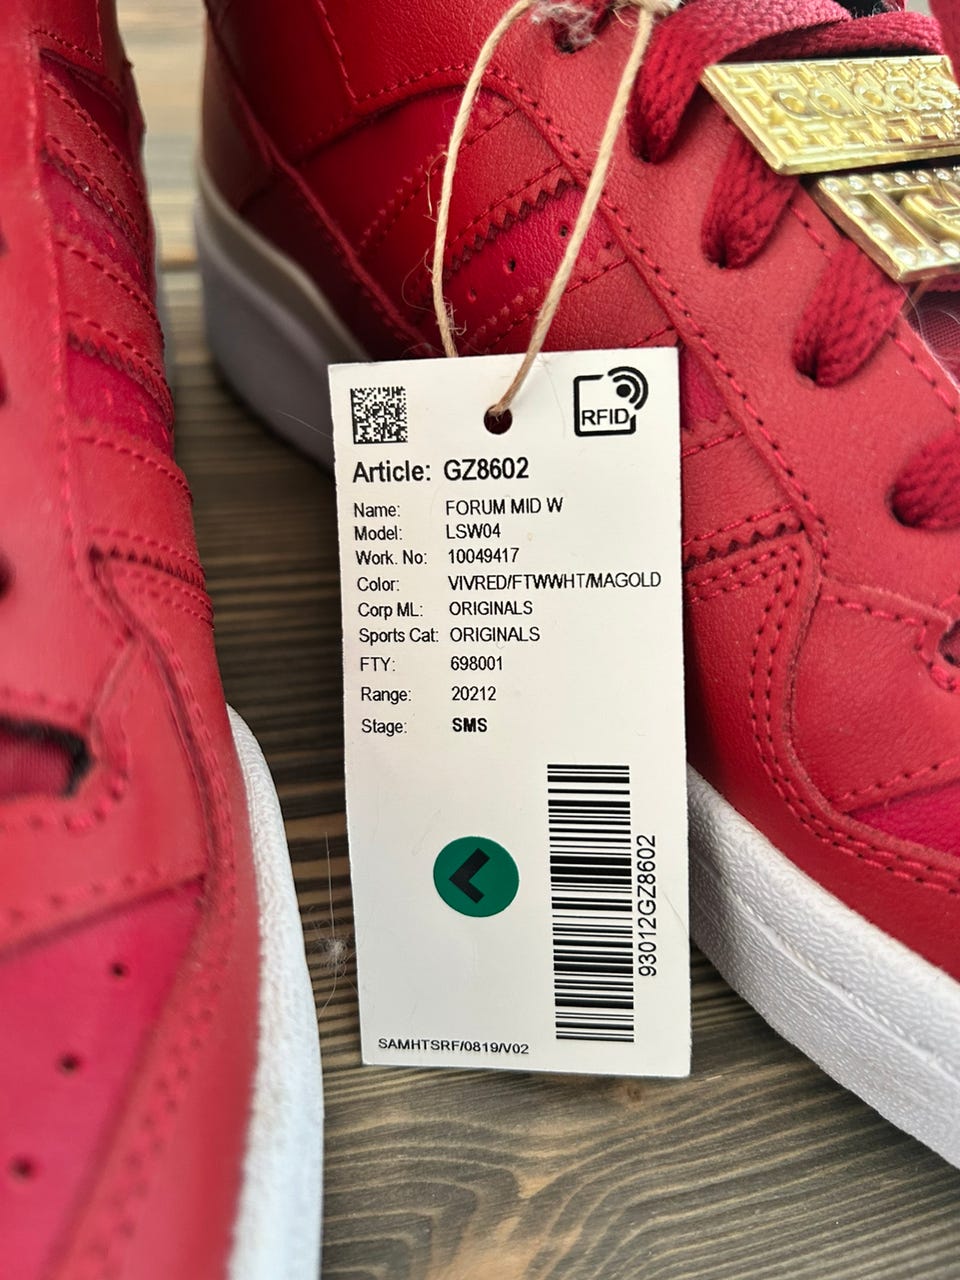 adidas
RFID
Article: GZ8602
Name: FORUM MID W
Model: LSW04
Work. No: 10049417
Color: VIVRED/FTWWHT/MAGOLD
Corp ML: ORIGINALS
Sports Cat: ORIGINALS
FTY: 698001
Range: 20212
Stage: SMS
L
93012GZ8602
SAMHTSRF/0819/V02